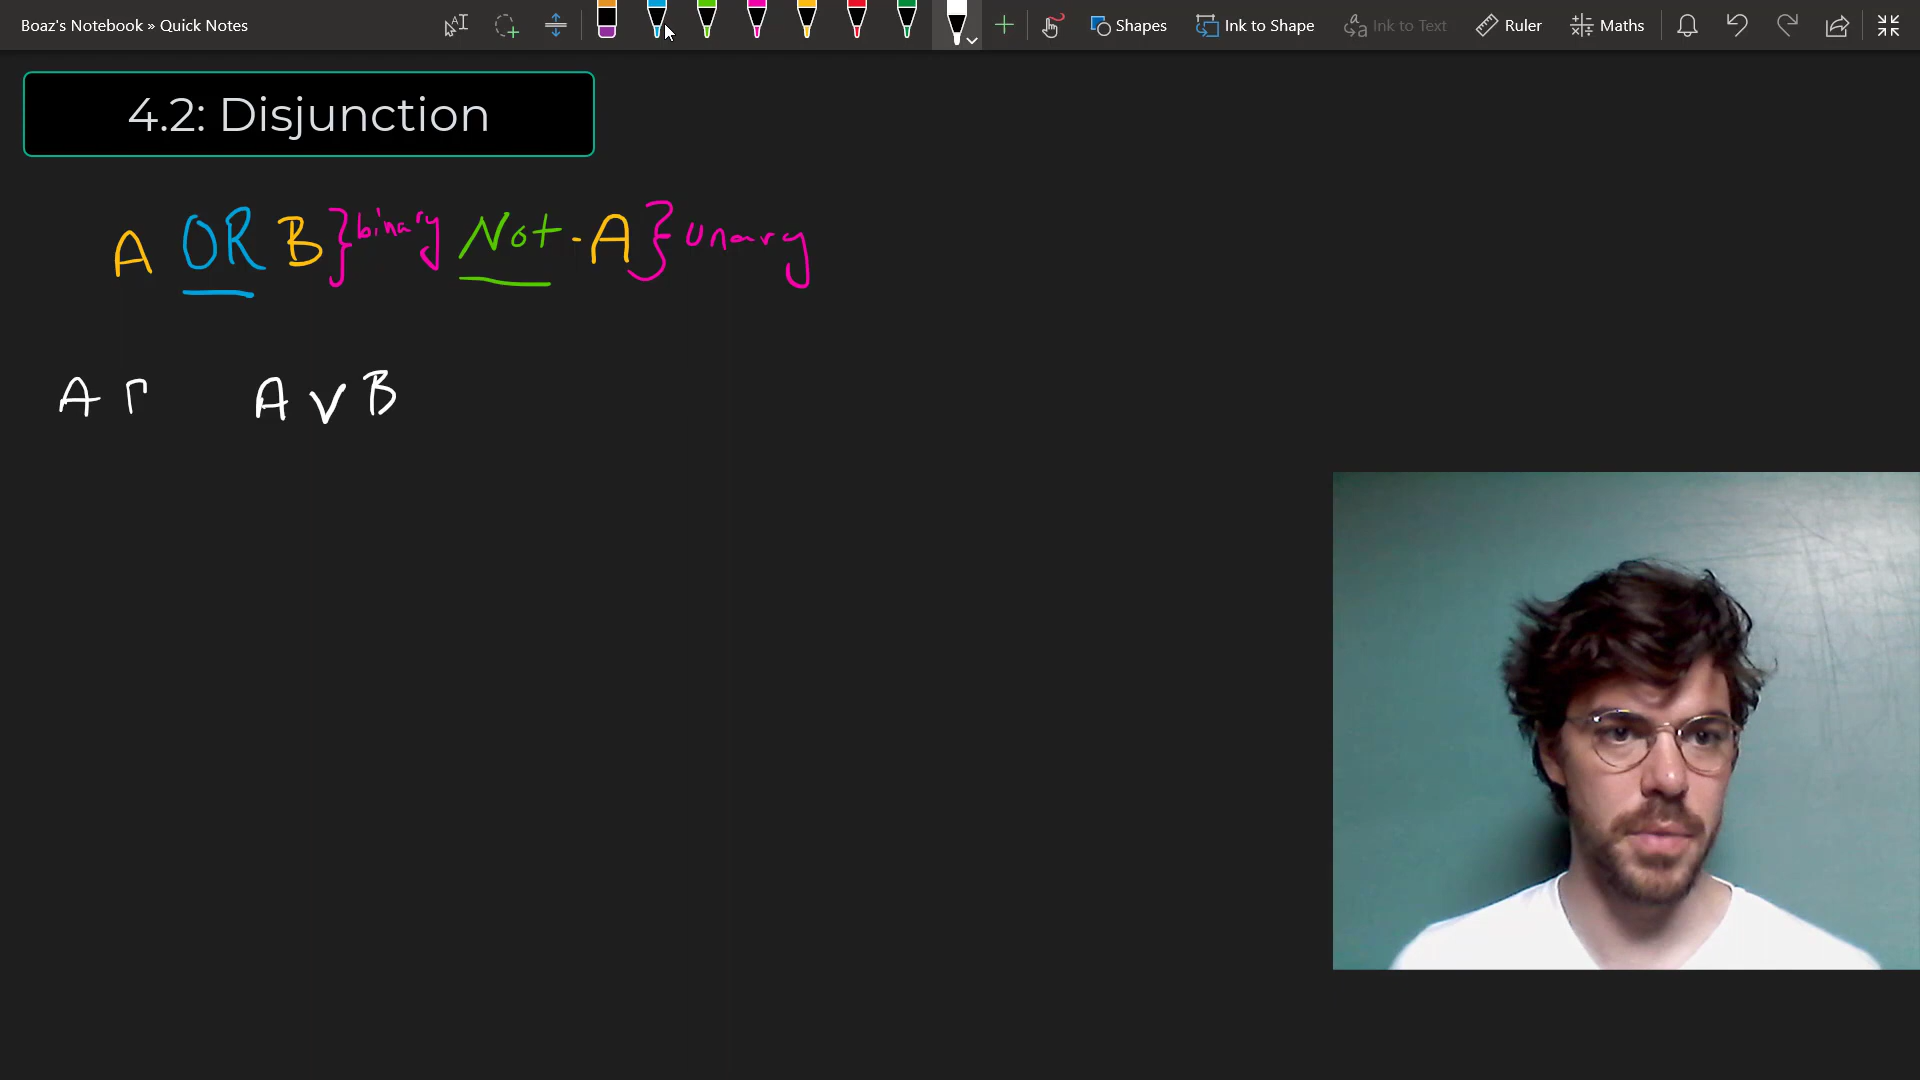 Boaz's Notebook » Quick Notes
Shapes
Ink to Shape
Ink to Text
Ruler
Maths
4.2: Disjunction
A OR B } binary Not - A } Unary
A A ∨ B